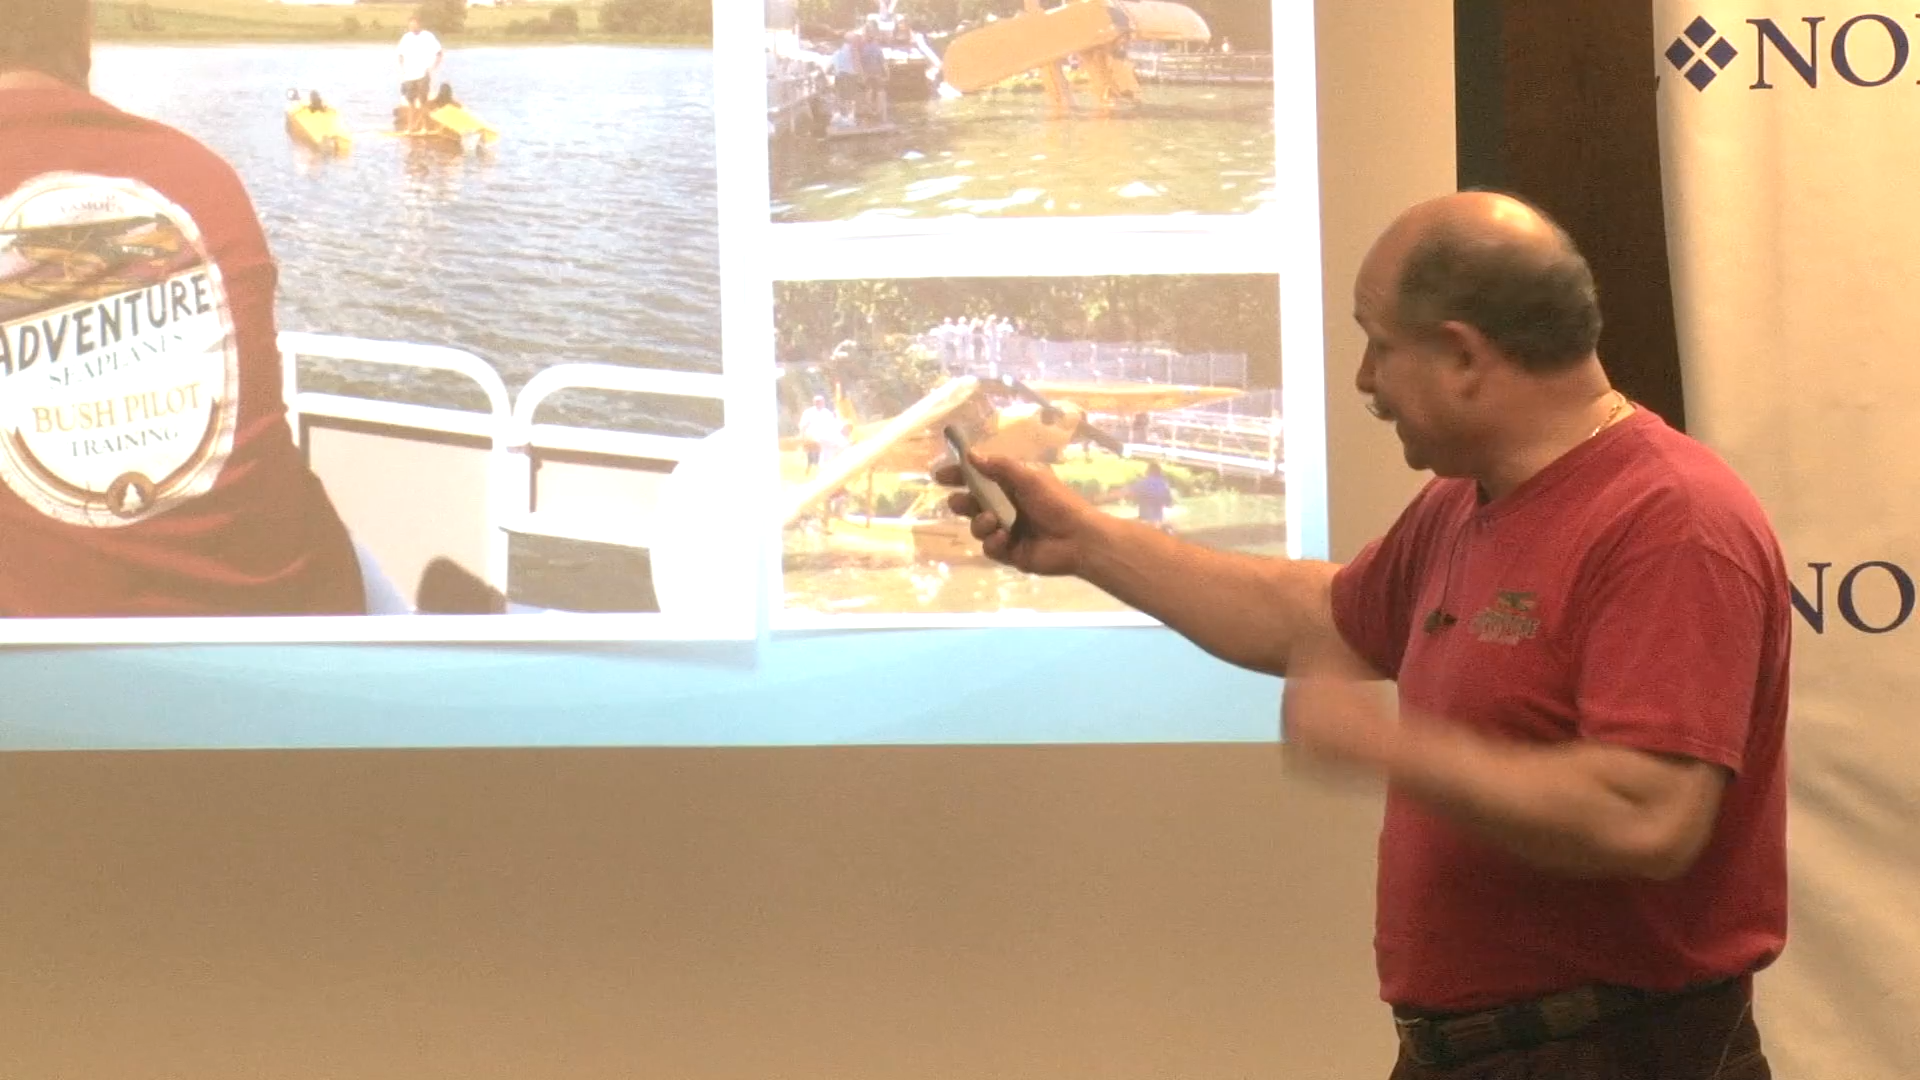 ADVENTURE
SEAPLANES
BUSH PILOT
TRAINING
NO
NO